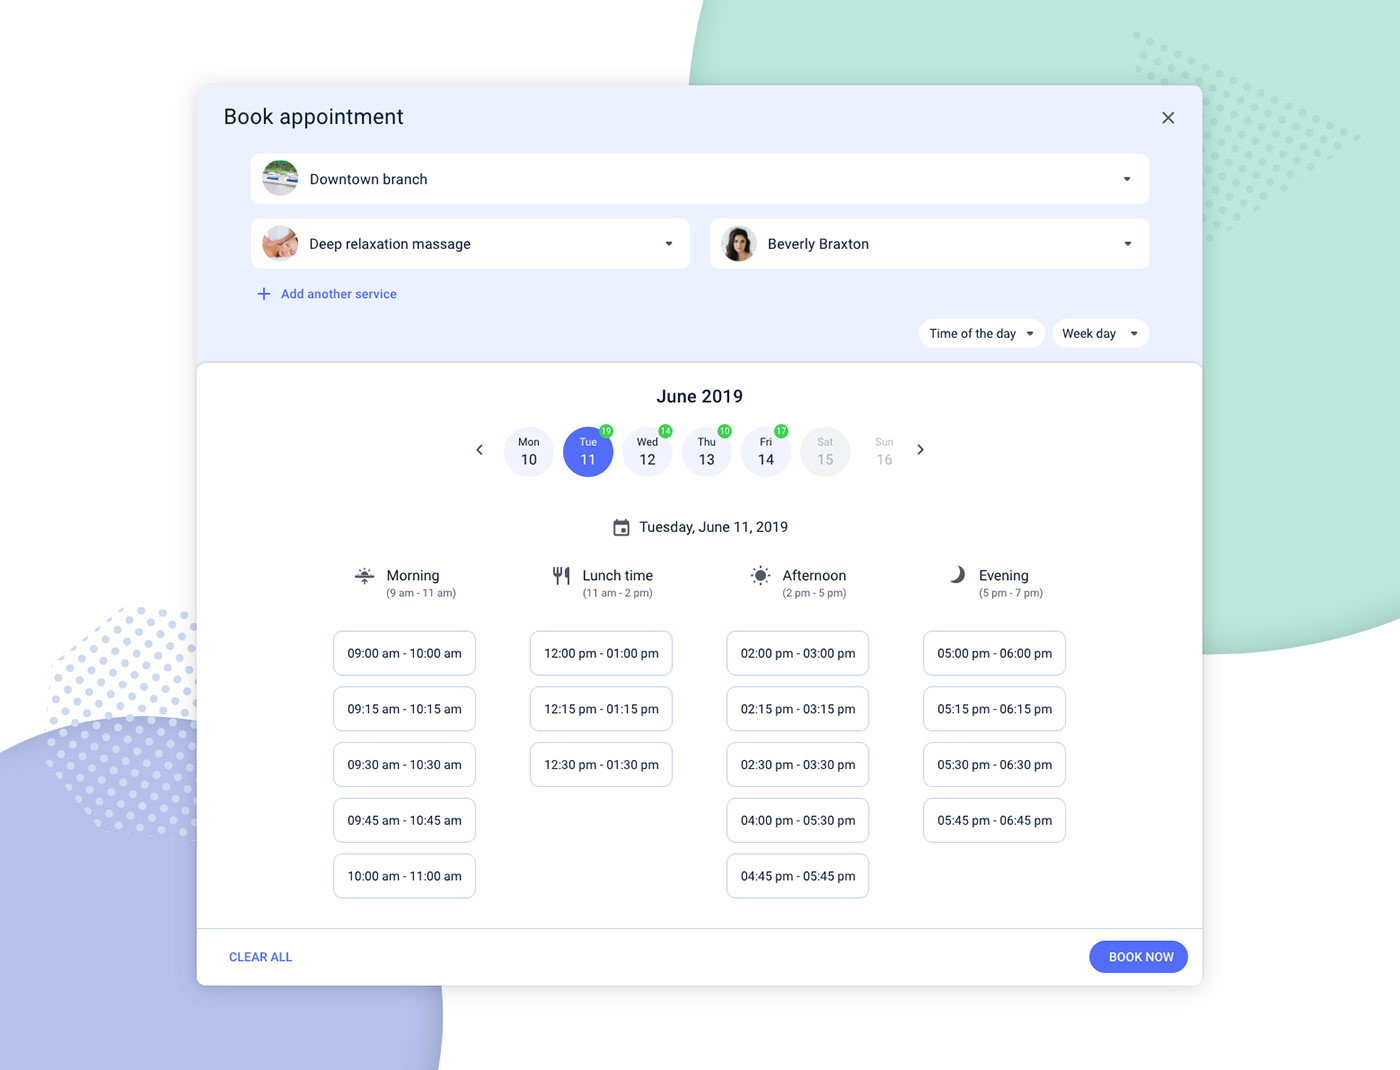 Book appointment
Downtown branch
Deep relaxation massage
Beverly Braxton
Add another service
Time of the day
Week day
June 2019
Mon 10
Tue 11 19
Wed 12 14
Thu 13 10
Fri 14 17
Sat 15
Sun 16
Tuesday, June 11, 2019
Morning
(9 am - 11 am)
09:00 am - 10:00 am
09:15 am - 10:15 am
09:30 am - 10:30 am
09:45 am - 10:45 am
10:00 am - 11:00 am
Lunch time
(11 am - 2 pm)
12:00 pm - 01:00 pm
12:15 pm - 01:15 pm
12:30 pm - 01:30 pm
Afternoon
(2 pm - 5 pm)
02:00 pm - 03:00 pm
02:15 pm - 03:15 pm
02:30 pm - 03:30 pm
04:00 pm - 05:30 pm
04:45 pm - 05:45 pm
Evening
(5 pm - 7 pm)
05:00 pm - 06:00 pm
05:15 pm - 06:15 pm
05:30 pm - 06:30 pm
05:45 pm - 06:45 pm
CLEAR ALL
BOOK NOW